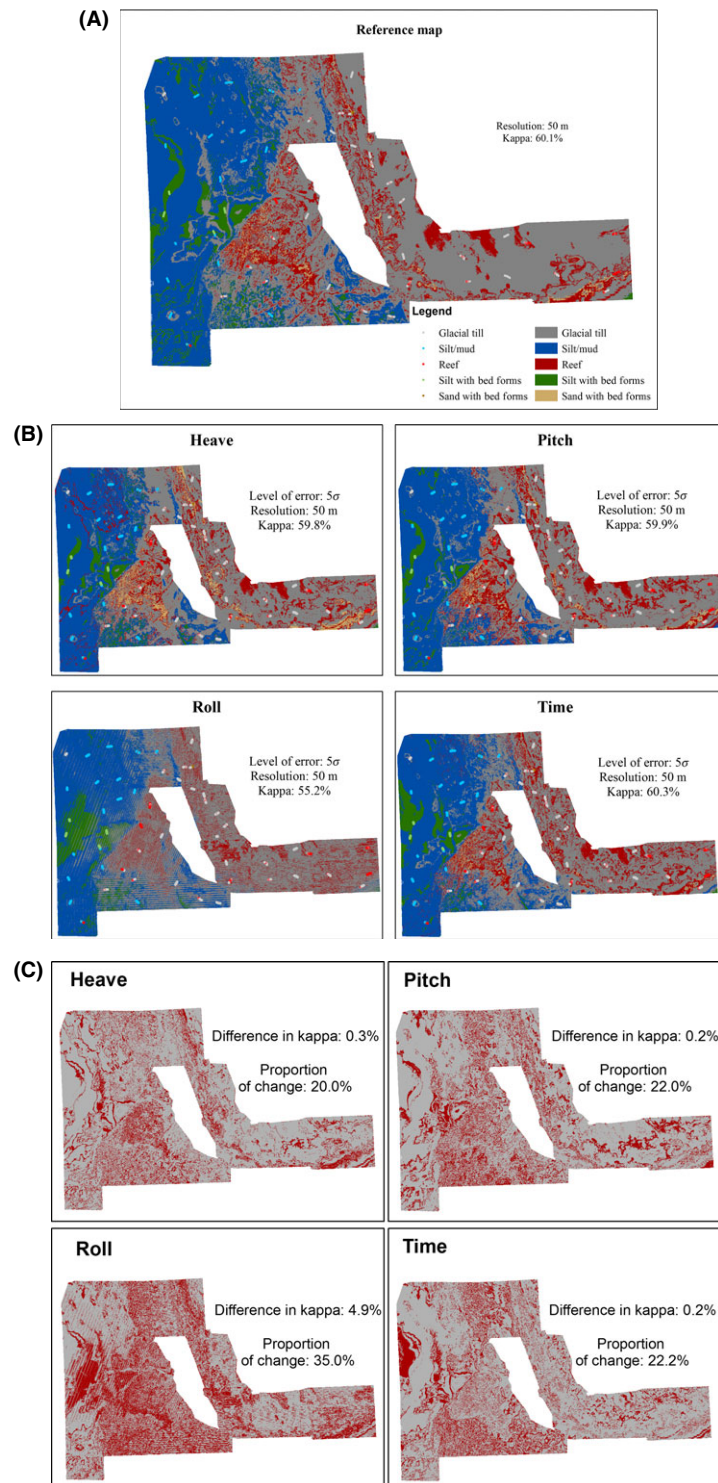 (A)
Reference map
Resolution: 50 m
Kappa: 60.1%
Legend
Glacial till
Glacial till
Silt/mud
Silt/mud
Reef
Reef
Silt with bed forms
Silt with bed forms
Sand with bed forms
Sand with bed forms
(B)
Heave
Level of error: 5σ
Resolution: 50 m
Kappa: 59.8%
Pitch
Level of error: 5σ
Resolution: 50 m
Kappa: 59.9%
Roll
Level of error: 5σ
Resolution: 50 m
Kappa: 55.2%
Time
Level of error: 5σ
Resolution: 50 m
Kappa: 60.3%
(C)
Heave
Difference in kappa: 0.3%
Proportion
of change: 20.0%
Pitch
Difference in kappa: 0.2%
Proportion
of change: 22.0%
Roll
Difference in kappa: 4.9%
Proportion
of change: 35.0%
Time
Difference in kappa: 0.2%
Proportion
of change: 22.2%